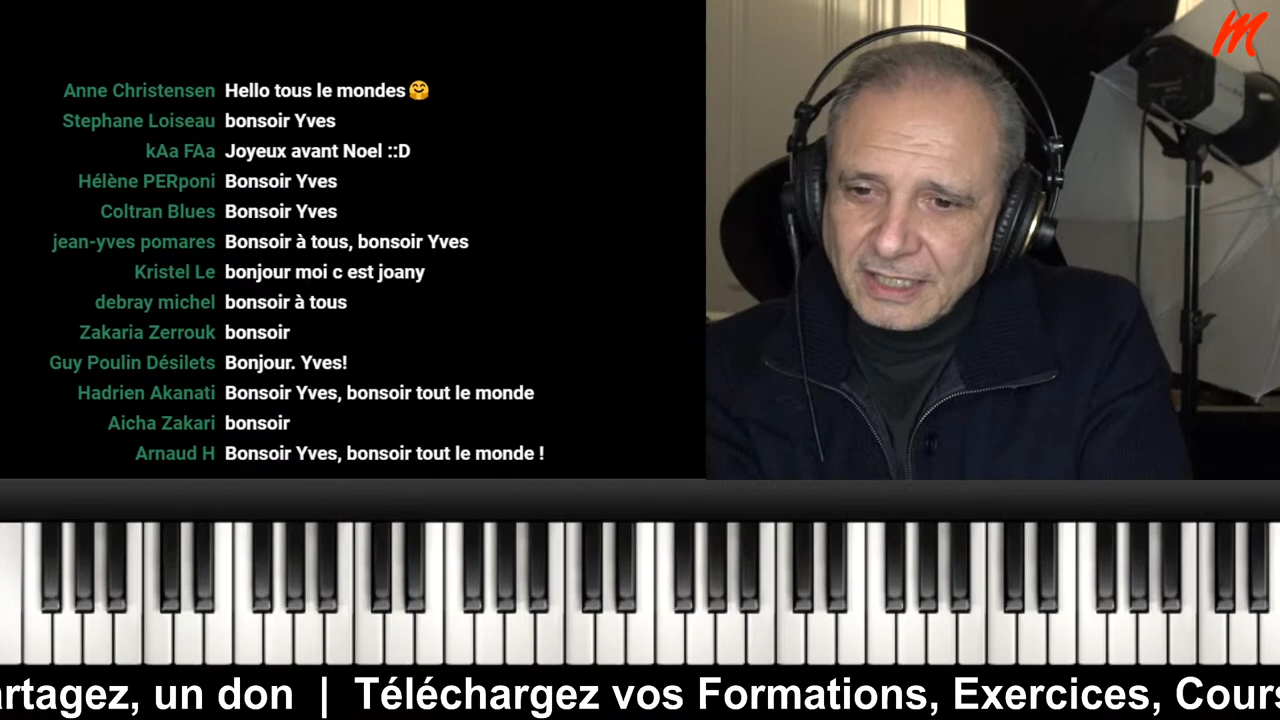 Anne Christensen Hello tous le mondes🤗
Stephane Loiseau bonsoir Yves
kAa FAa Joyeux avant Noel ::D
Hélène PERponi Bonsoir Yves
Coltran Blues Bonsoir Yves
jean-yves pomares Bonsoir à tous, bonsoir Yves
Kristel Le bonjour moi c est joany
debray michel bonsoir à tous
Zakaria Zerrouk bonsoir
Guy Poulin Désilets Bonjour. Yves!
Hadrien Akanati Bonsoir Yves, bonsoir tout le monde
Aicha Zakari bonsoir
Arnaud H Bonsoir Yves, bonsoir tout le monde !
artagez, un don | Téléchargez vos Formations, Exercices, Cours